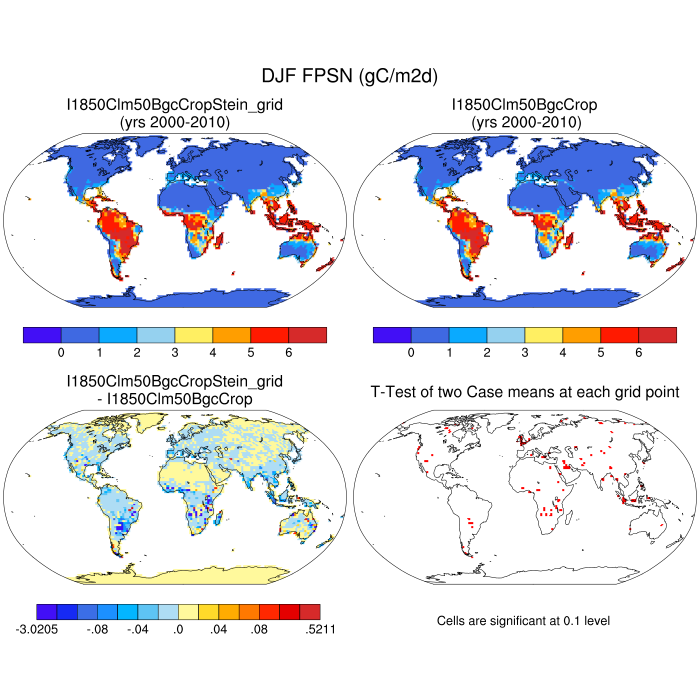 DJF FPSN (gC/m2d)
I1850Clm50BgcCropStein_grid
(yrs 2000-2010)
I1850Clm50BgcCrop
(yrs 2000-2010)
0 1 2 3 4 5 6
0 1 2 3 4 5 6
I1850Clm50BgcCropStein_grid
- I1850Clm50BgcCrop
T-Test of two Case means at each grid point
-3.0205 -.08 -.04 .0 .04 .08 .5211
Cells are significant at 0.1 level